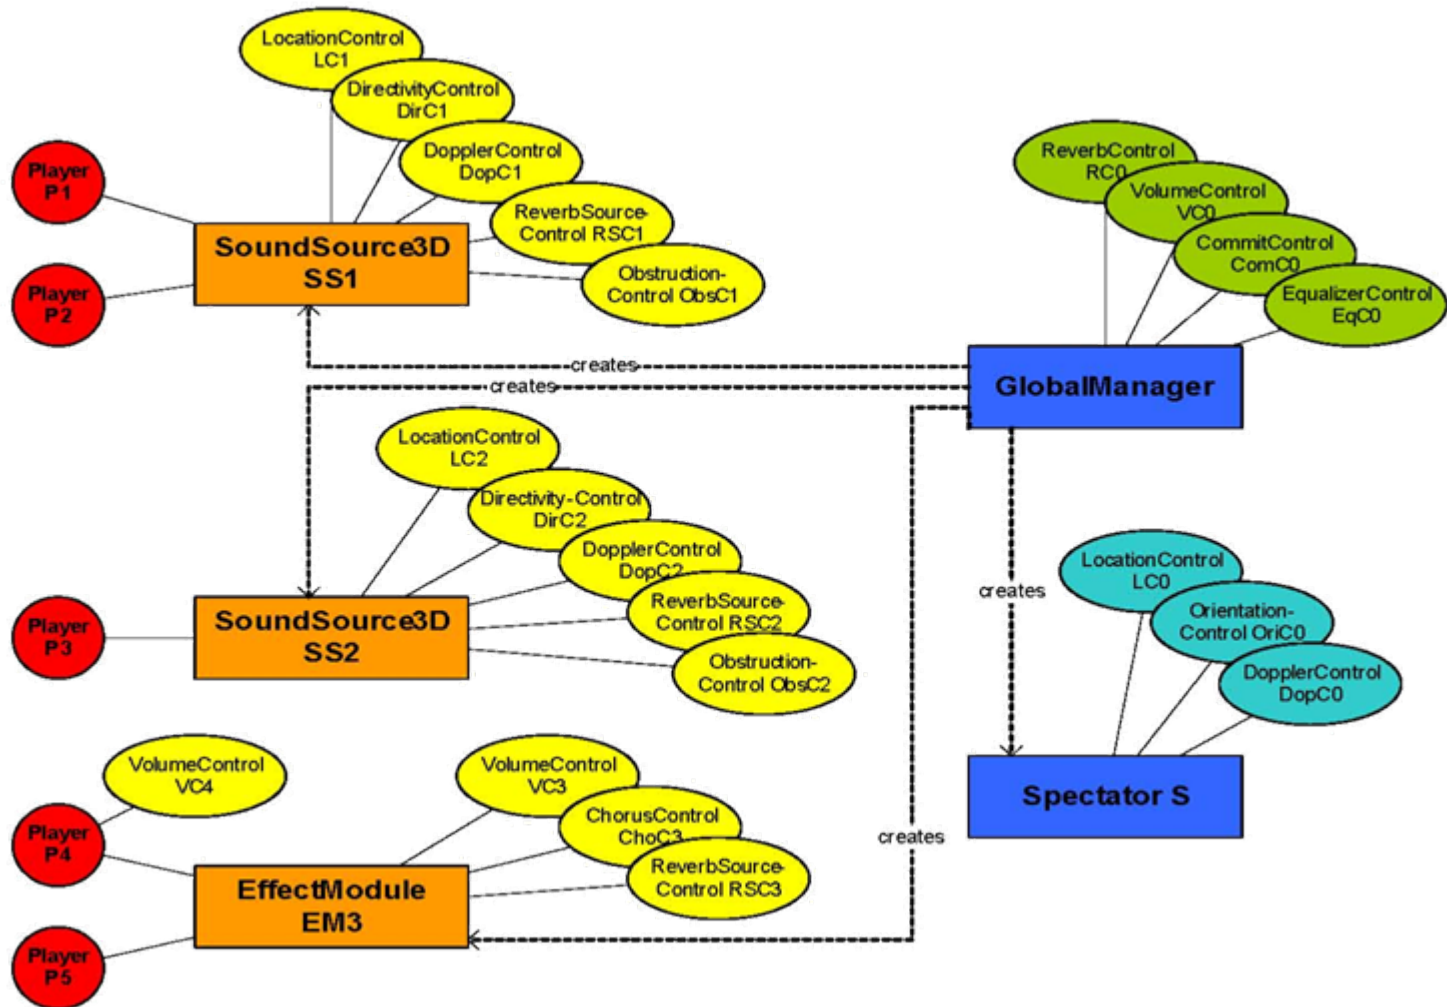 LocationControl
LC1
DirectivityControl
DirC1
DopplerControl
DopC1
ReverbSource-
Control RSC1
Obstruction-
Control ObsC1
Player
P1
Player
P2
SoundSource3D
SS1
ReverbControl
RC0
VolumeControl
VC0
CommitControl
ComC0
EqualizerControl
EqC0
GlobalManager
creates
creates
LocationControl
LC2
Directivity-Control
DirC2
DopplerControl
DopC2
ReverbSource-
Control RSC2
Obstruction-
Control ObsC2
Player
P3
SoundSource3D
SS2
creates
LocationControl
LC0
Orientation-
Control OriC0
DopplerControl
DopC0
Spectator S
VolumeControl
VC4
VolumeControl
VC3
ChorusControl
ChoC3
ReverbSource-
Control RSC3
creates
Player
P4
EffectModule
EM3
Player
P5